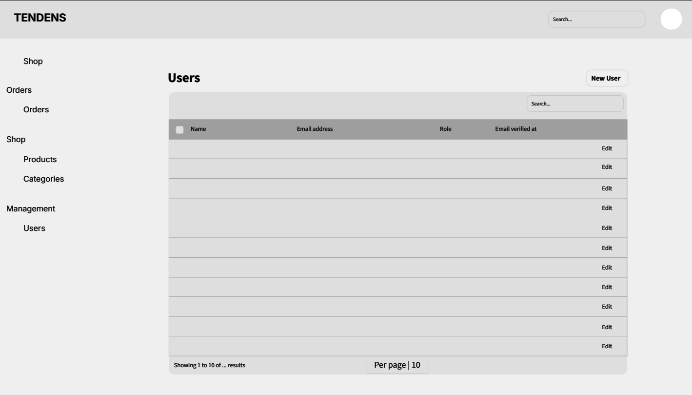 TENDENS
Search...
Shop
Orders
Orders
Shop
Products
Categories
Management
Users
Users
New User
Search...
Name Email address Role Email verified at
Edit
Edit
Edit
Edit
Edit
Edit
Edit
Edit
Edit
Edit
Edit
Showing 1 to 10 of ... results
Per page | 10